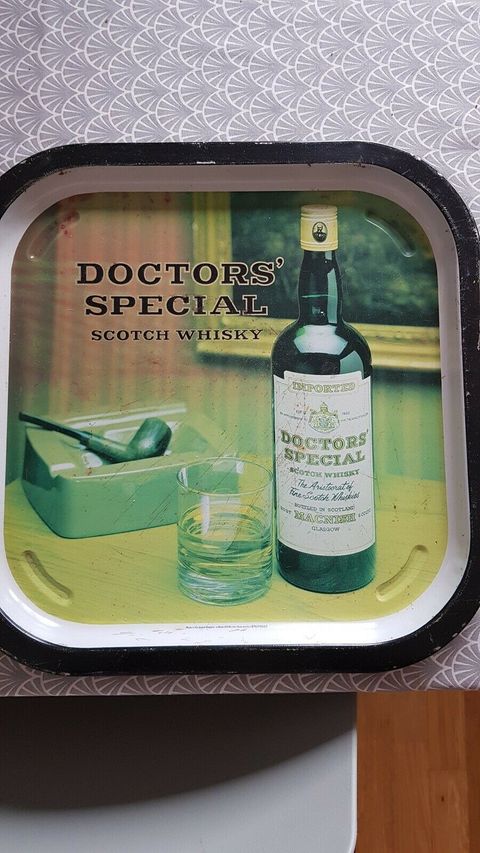 DOCTORS'
SPECIAL
SCOTCH WHISKY
IMPORTED
DOCTORS'
SPECIAL
SCOTCH WHISKY
The Aristocrat of
Fine Scotch Whiskies
BOTTLED IN SCOTLAND
MACNISH
GLASGOW